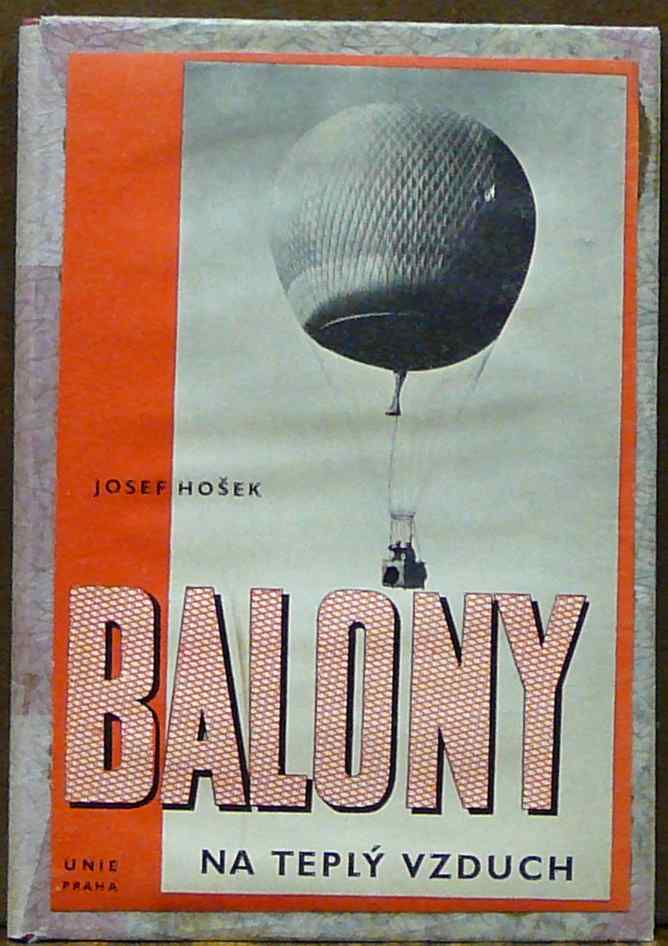 JOSEF HOŠEK
BALONY
NA TEPLÝ VZDUCH
UNIE
PRAHA